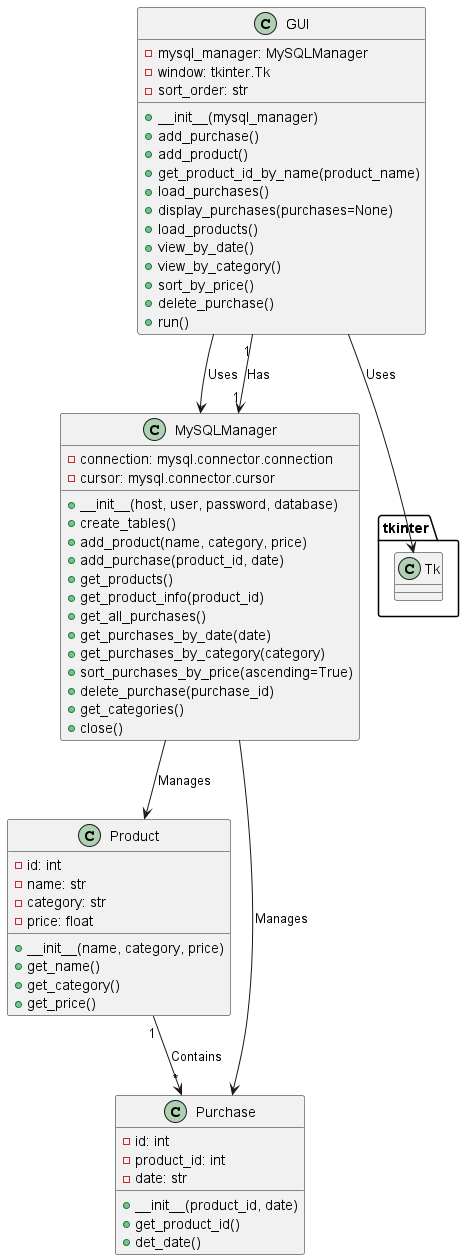 C GUI
mysql_manager: MySQLManager
window: tkinter.Tk
sort_order: str
__init__(mysql_manager)
add_purchase()
add_product()
get_product_id_by_name(product_name)
load_purchases()
display_purchases(purchases=None)
load_products()
view_by_date()
view_by_category()
sort_by_price()
delete_purchase()
run()
Uses
1
Has
1
Uses
C MySQLManager
connection: mysql.connector.connection
cursor: mysql.connector.cursor
__init__(host, user, password, database)
create_tables()
add_product(name, category, price)
add_purchase(product_id, date)
get_products()
get_product_info(product_id)
get_all_purchases()
get_purchases_by_date(date)
get_purchases_by_category(category)
sort_purchases_by_price(ascending=True)
delete_purchase(purchase_id)
get_categories()
close()
tkinter
C Tk
Manages
Manages
C Product
id: int
name: str
category: str
price: float
__init__(name, category, price)
get_name()
get_category()
get_price()
1
Contains
*
C Purchase
id: int
product_id: int
date: str
__init__(product_id, date)
get_product_id()
det_date()